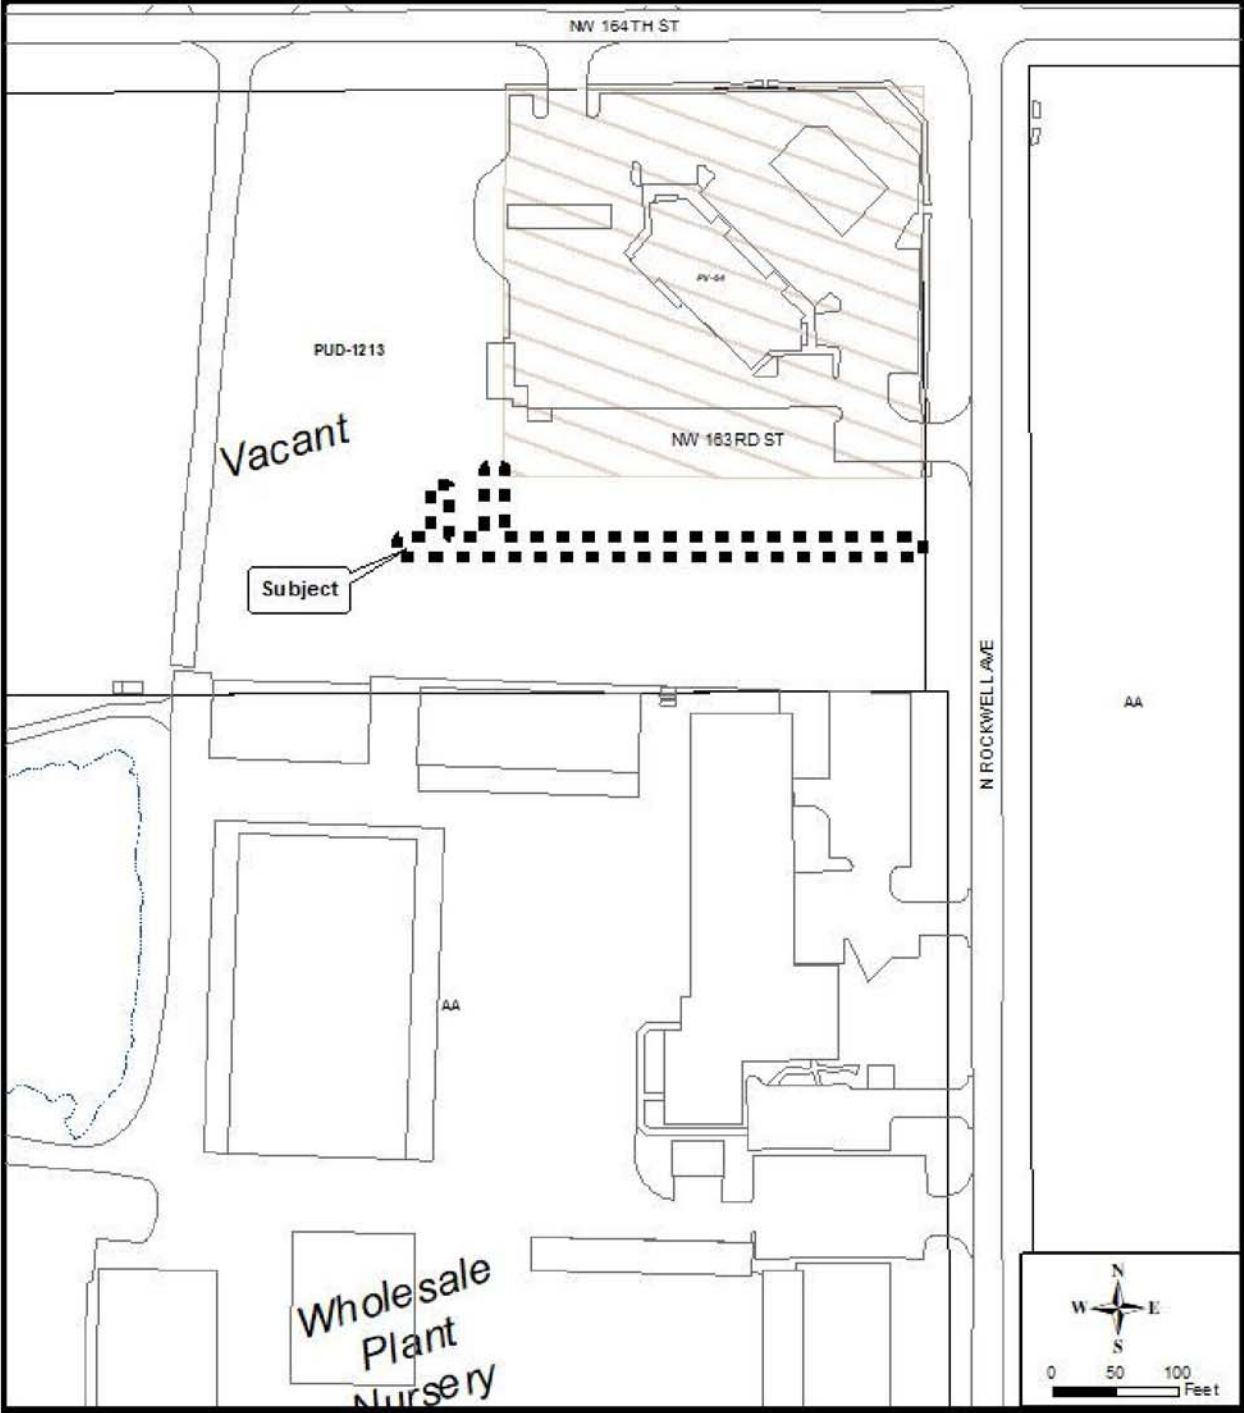 NW 164TH ST
PUD-1213
Vacant
NW 163RD ST
Subject
N ROCKWELL AVE
AA
AA
Wholesale
Plant
Nursery
N
W E
S
0 50 100
Feet